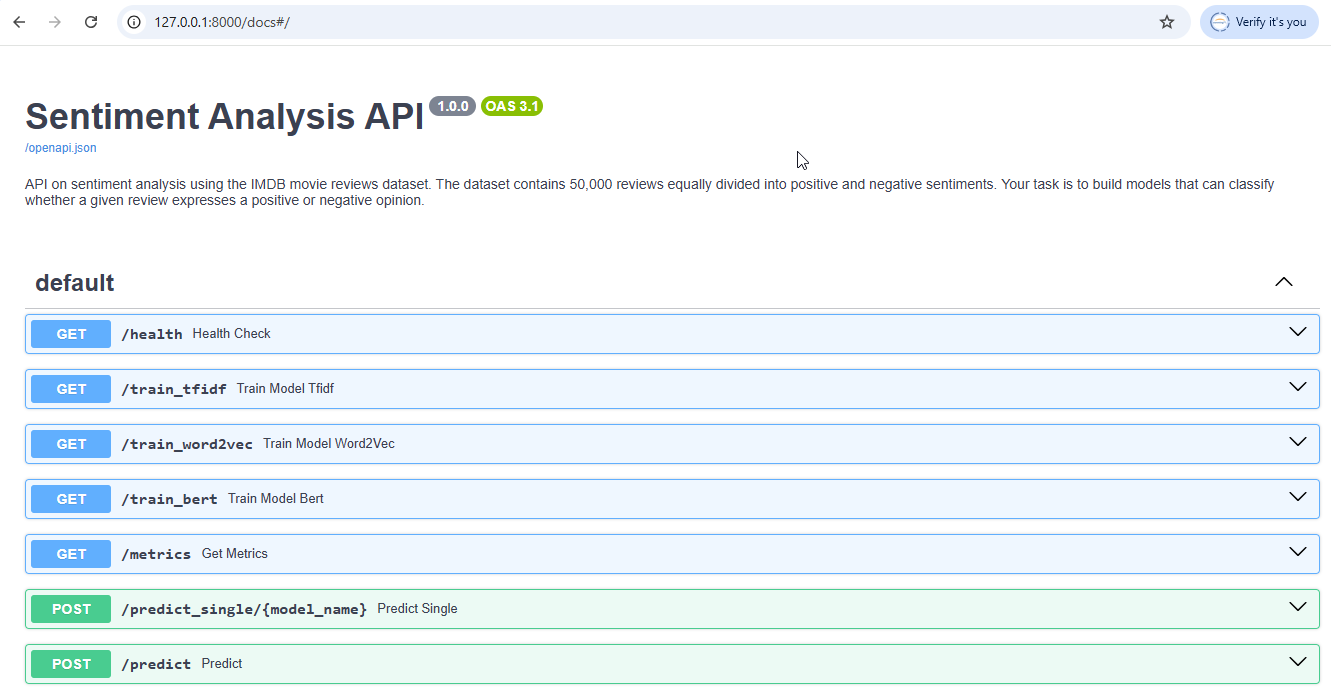 127.0.0.1:8000/docs#/ Verify it's you
Sentiment Analysis API 1.0.0 OAS 3.1
/openapi.json
API on sentiment analysis using the IMDB movie reviews dataset. The dataset contains 50,000 reviews equally divided into positive and negative sentiments. Your task is to build models that can classify
whether a given review expresses a positive or negative opinion.
default
GET /health Health Check
GET /train_tfidf Train Model Tfidf
GET /train_word2vec Train Model Word2Vec
GET /train_bert Train Model Bert
GET /metrics Get Metrics
POST /predict_single/{model_name} Predict Single
POST /predict Predict